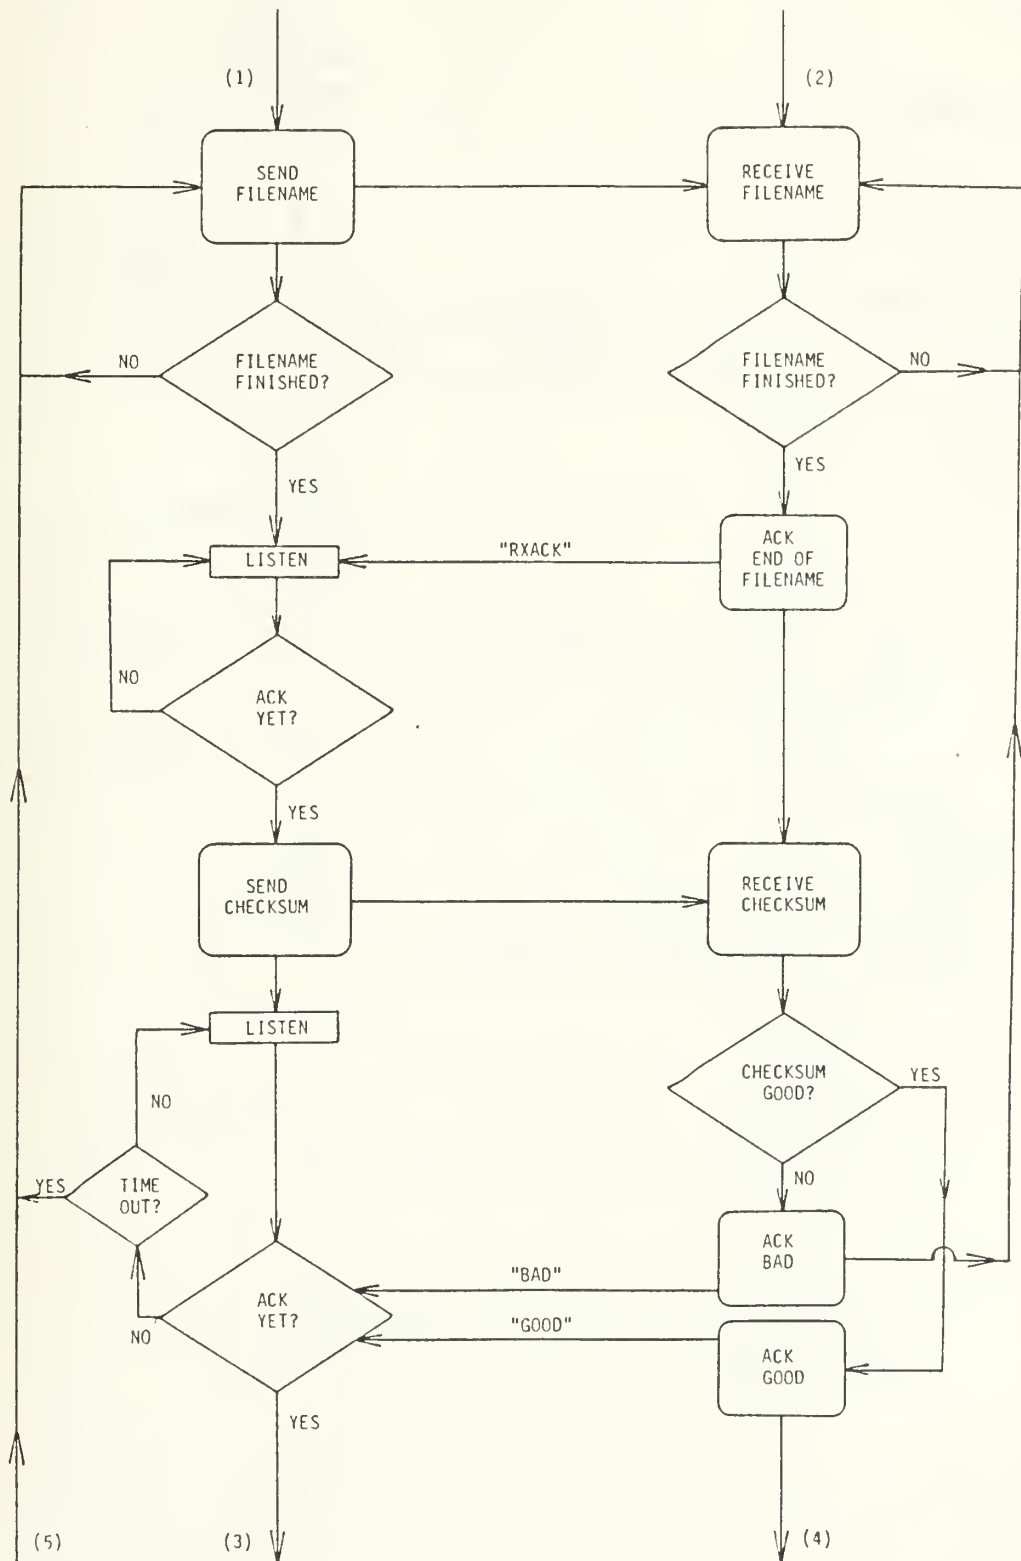 (1)
(2)
SEND
FILENAME
RECEIVE
FILENAME
NO
FILENAME
FINISHED?
FILENAME
FINISHED?
NO
YES
YES
LISTEN
"RXACK"
ACK
END OF
FILENAME
NO
ACK
YET?
YES
SEND
CHECKSUM
RECEIVE
CHECKSUM
LISTEN
NO
CHECKSUM
GOOD?
YES
YES
TIME
OUT?
NO
ACK
BAD
"BAD"
NO
ACK
YET?
"GOOD"
ACK
GOOD
YES
(5)
(3)
(4)